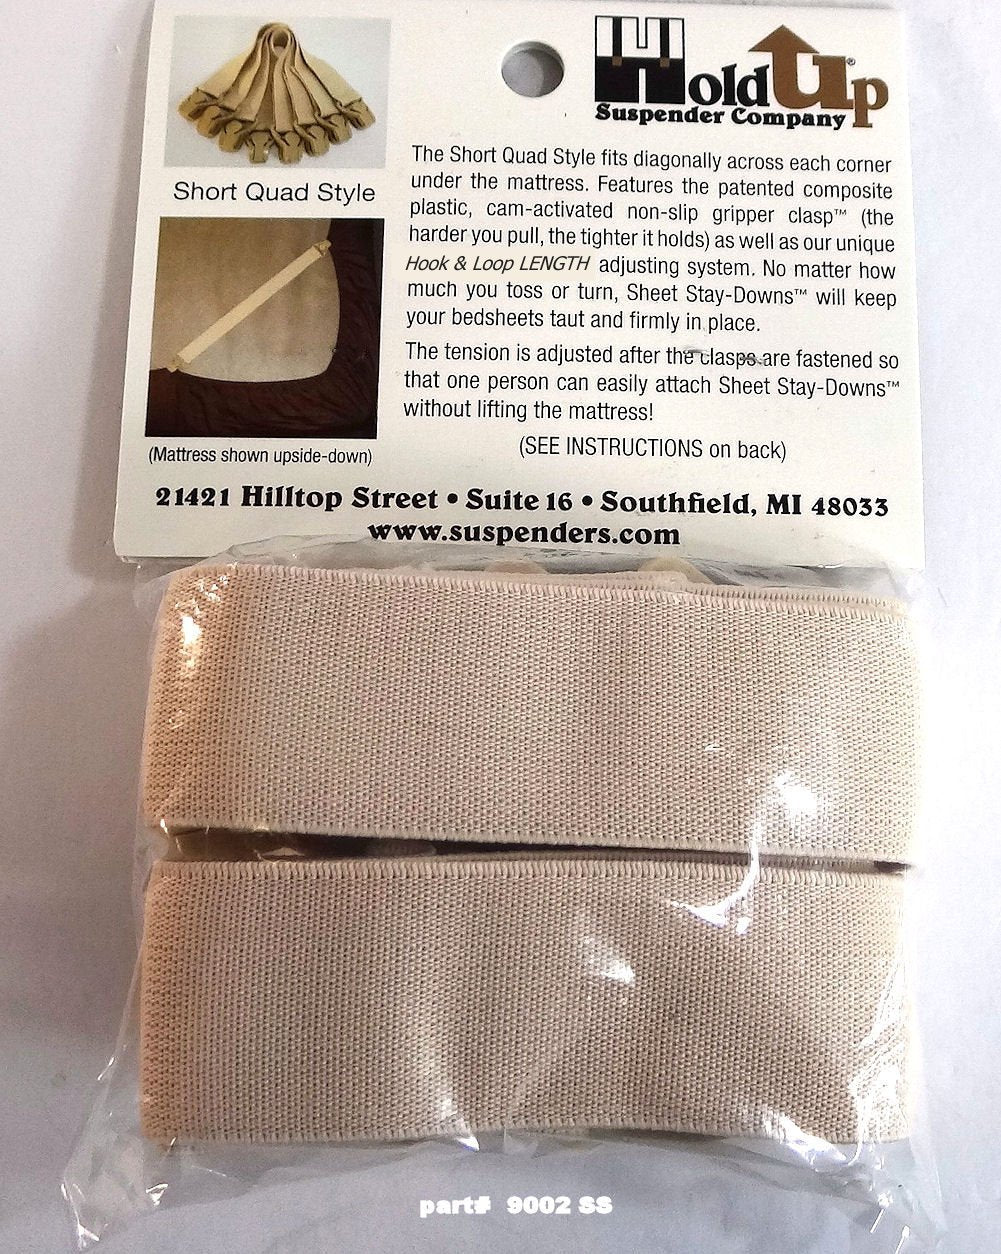 HoldUp®
Suspender Company
Short Quad Style
The Short Quad Style fits diagonally across each corner
under the mattress. Features the patented composite
plastic, cam-activated non-slip gripper clasp™ (the
harder you pull, the tighter it holds) as well as our unique
Hook & Loop LENGTH adjusting system. No matter how
much you toss or turn, Sheet Stay-Downs™ will keep
your bedsheets taut and firmly in place.
The tension is adjusted after the clasps are fastened so
that one person can easily attach Sheet Stay-Downs™
without lifting the mattress!
(SEE INSTRUCTIONS on back)
(Mattress shown upside-down)
21421 Hilltop Street • Suite 16 • Southfield, MI 48033
www.suspenders.com
part# 9002 SS